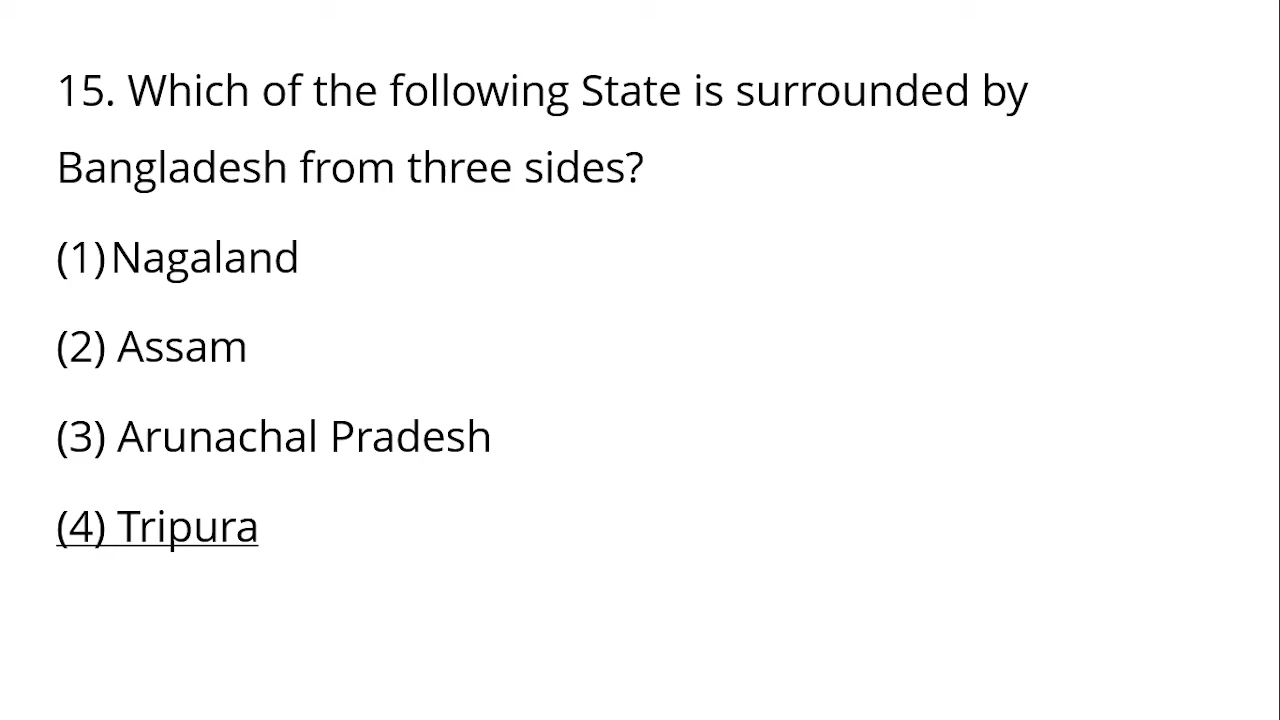 15. Which of the following State is surrounded by
Bangladesh from three sides?
(1) Nagaland
(2) Assam
(3) Arunachal Pradesh
(4) Tripura